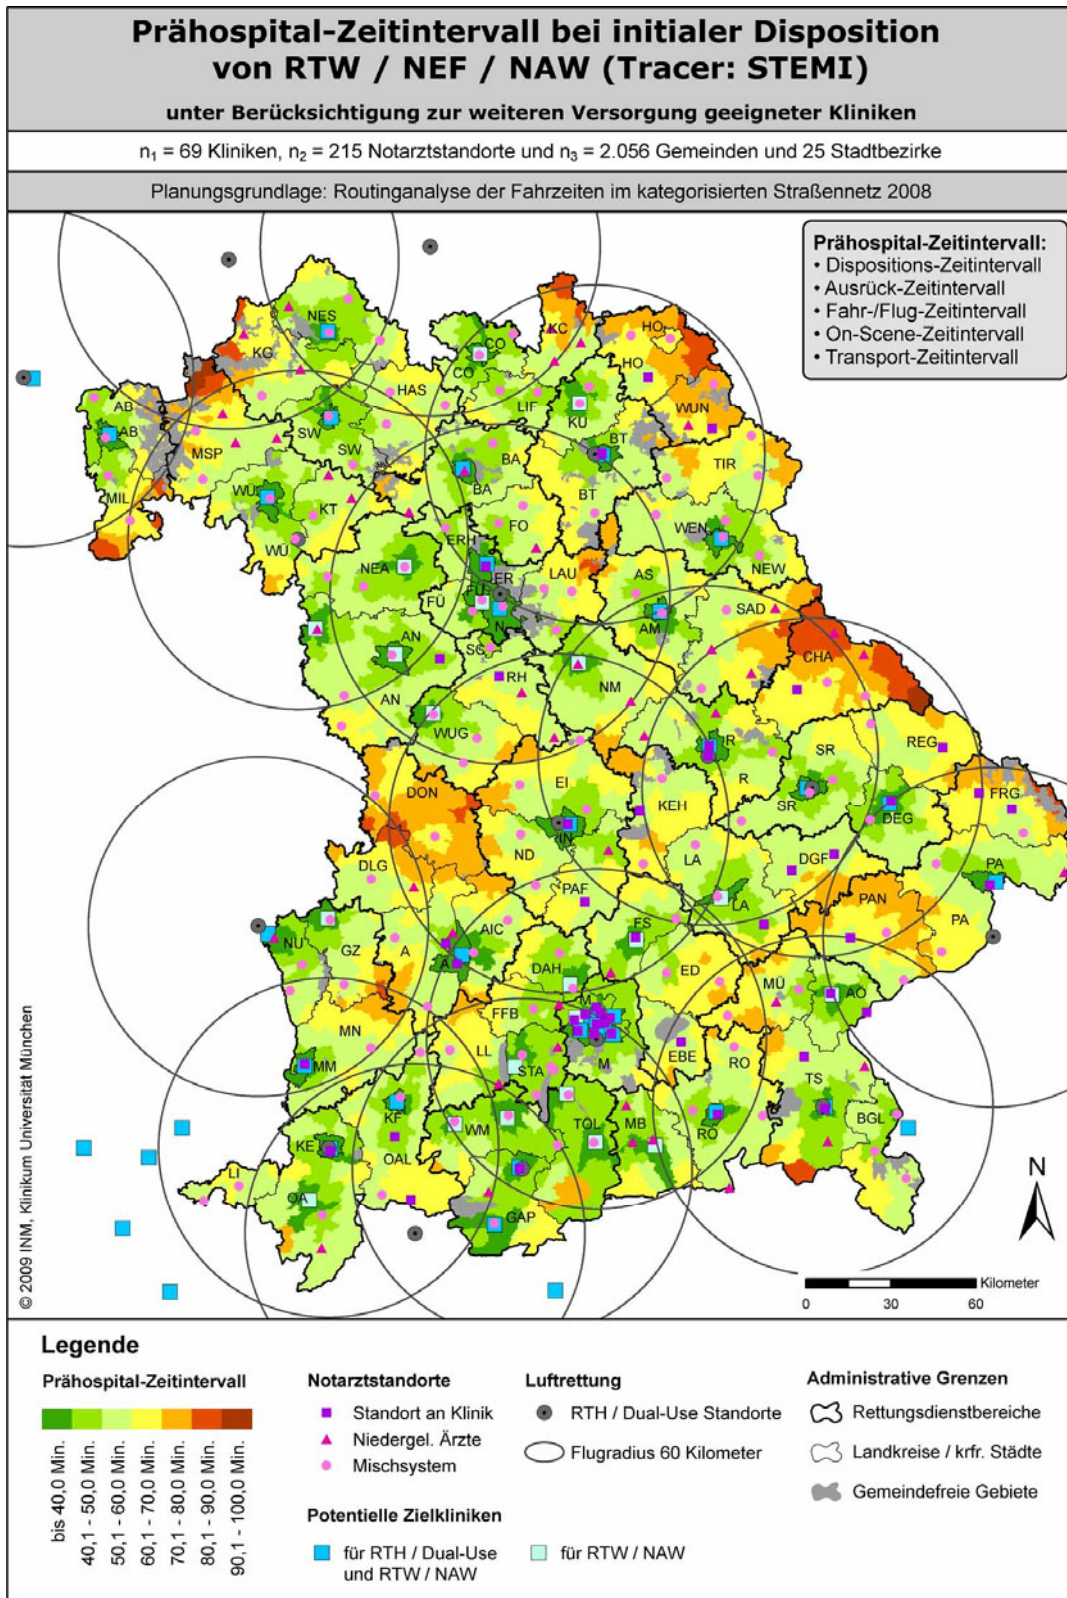 Prähospital-Zeitintervall bei initialer Disposition
von RTW / NEF / NAW (Tracer: STEMI)
unter Berücksichtigung zur weiteren Versorgung geeigneter Kliniken
n₁ = 69 Kliniken, n₂ = 215 Notarztstandorte und n₃ = 2.056 Gemeinden und 25 Stadtbezirke
Planungsgrundlage: Routinganalyse der Fahrzeiten im kategorisierten Straßennetz 2008
Prähospital-Zeitintervall:
• Dispositions-Zeitintervall
• Ausrück-Zeitintervall
• Fahr-/Flug-Zeitintervall
• On-Scene-Zeitintervall
• Transport-Zeitintervall
NES
KG
CO
CO
KC
HO
HO
HAS
LIF
KU
WUN
AB
AB
MSP
SW
SW
BA
BA
BT
BT
TIR
MIL
WÜ
KT
WÜ
FO
WEN
NEW
ERH
ER
NEA
FÜ
FÜ
N
LAU
AS
AM
SAD
CHA
AN
AN
SC
RH
NM
WUG
R
R
SR
SR
REG
DON
EI
IN
KEH
DEG
FRG
ND
DLG
PAF
LA
LA
DGF
PAN
PA
PA
NU
GZ
A
A
AIC
FS
DAH
ED
MÜ
AÖ
MN
FFB
M
M
LL
STA
EBE
RO
RO
MM
TS
BGL
KF
OAL
WM
TÖL
MB
KE
LI
OA
GAP
N
0
30
60
Kilometer
© 2009 INM, Klinikum Universität München
Legende
Prähospital-Zeitintervall
bis 40,0 Min.
40,1 - 50,0 Min.
50,1 - 60,0 Min.
60,1 - 70,0 Min.
70,1 - 80,0 Min.
80,1 - 90,0 Min.
90,1 - 100,0 Min.
Notarztstandorte
Standort an Klinik
Niedergel. Ärzte
Mischsystem
Potentielle Zielkliniken
für RTH / Dual-Use
und RTW / NAW
für RTW / NAW
Luftrettung
RTH / Dual-Use Standorte
Flugradius 60 Kilometer
Administrative Grenzen
Rettungsdienstbereiche
Landkreise / krfr. Städte
Gemeindefreie Gebiete